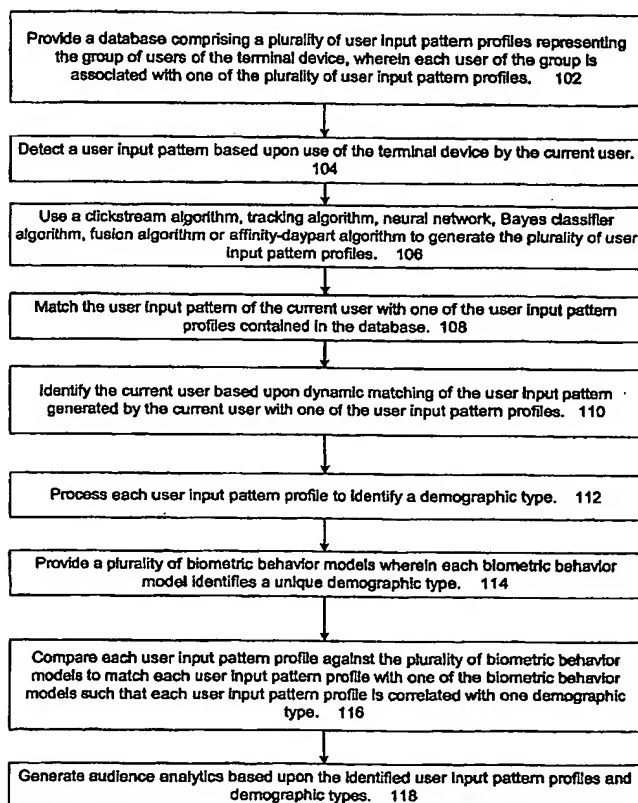 Provide a database comprising a plurality of user input pattern profiles representing
the group of users of the terminal device, wherein each user of the group is
associated with one of the plurality of user input pattern profiles. 102
Detect a user input pattern based upon use of the terminal device by the current user.
104
Use a clickstream algorithm, tracking algorithm, neural network, Bayes classifier
algorithm, fusion algorithm or affinity-daypart algorithm to generate the plurality of user
input pattern profiles. 106
Match the user input pattern of the current user with one of the user input pattern
profiles contained in the database. 108
Identify the current user based upon dynamic matching of the user input pattern
generated by the current user with one of the user input pattern profiles. 110
Process each user input pattern profile to identify a demographic type. 112
Provide a plurality of biometric behavior models wherein each biometric behavior
model identifies a unique demographic type. 114
Compare each user input pattern profile against the plurality of biometric behavior
models to match each user input pattern profile with one of the biometric behavior
models such that each user input pattern profile is correlated with one demographic
type. 116
Generate audience analytics based upon the identified user input pattern profiles and
demographic types. 118